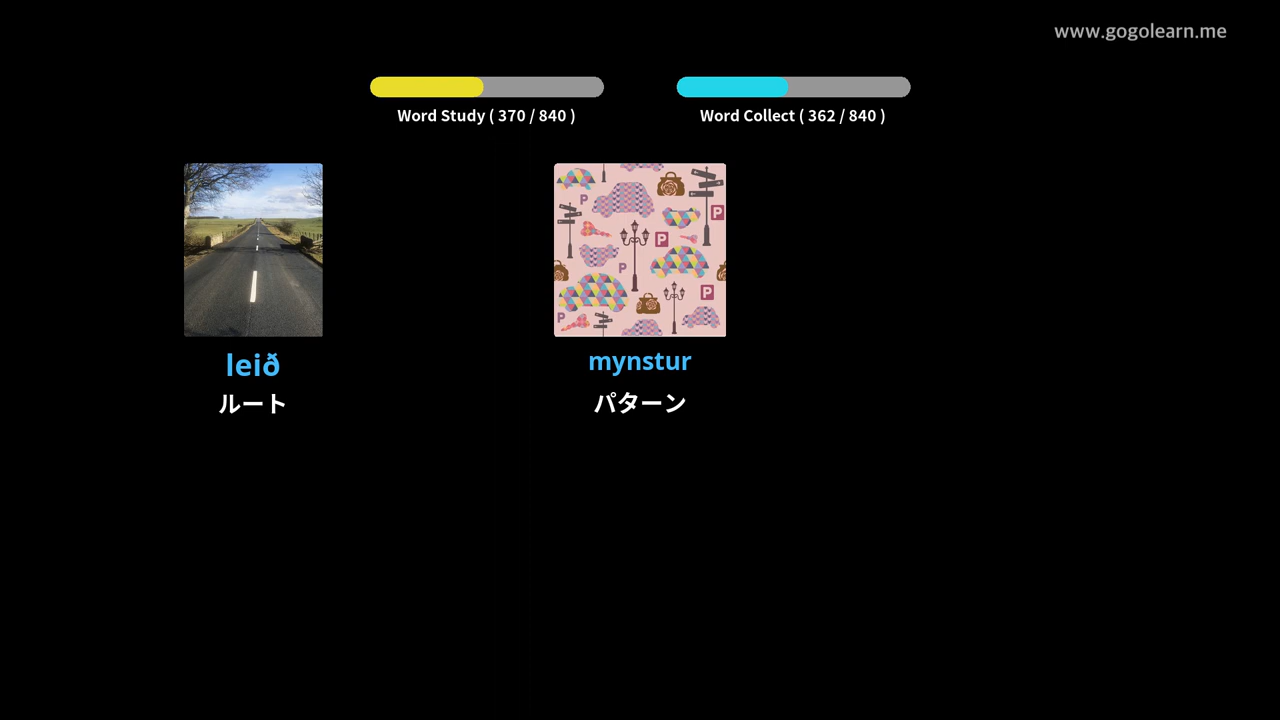 www.gogolearn.me
Word Study ( 370 / 840 )
Word Collect ( 362 / 840 )
P
P
P
P
P
P
leið
ルート
mynstur
パターン